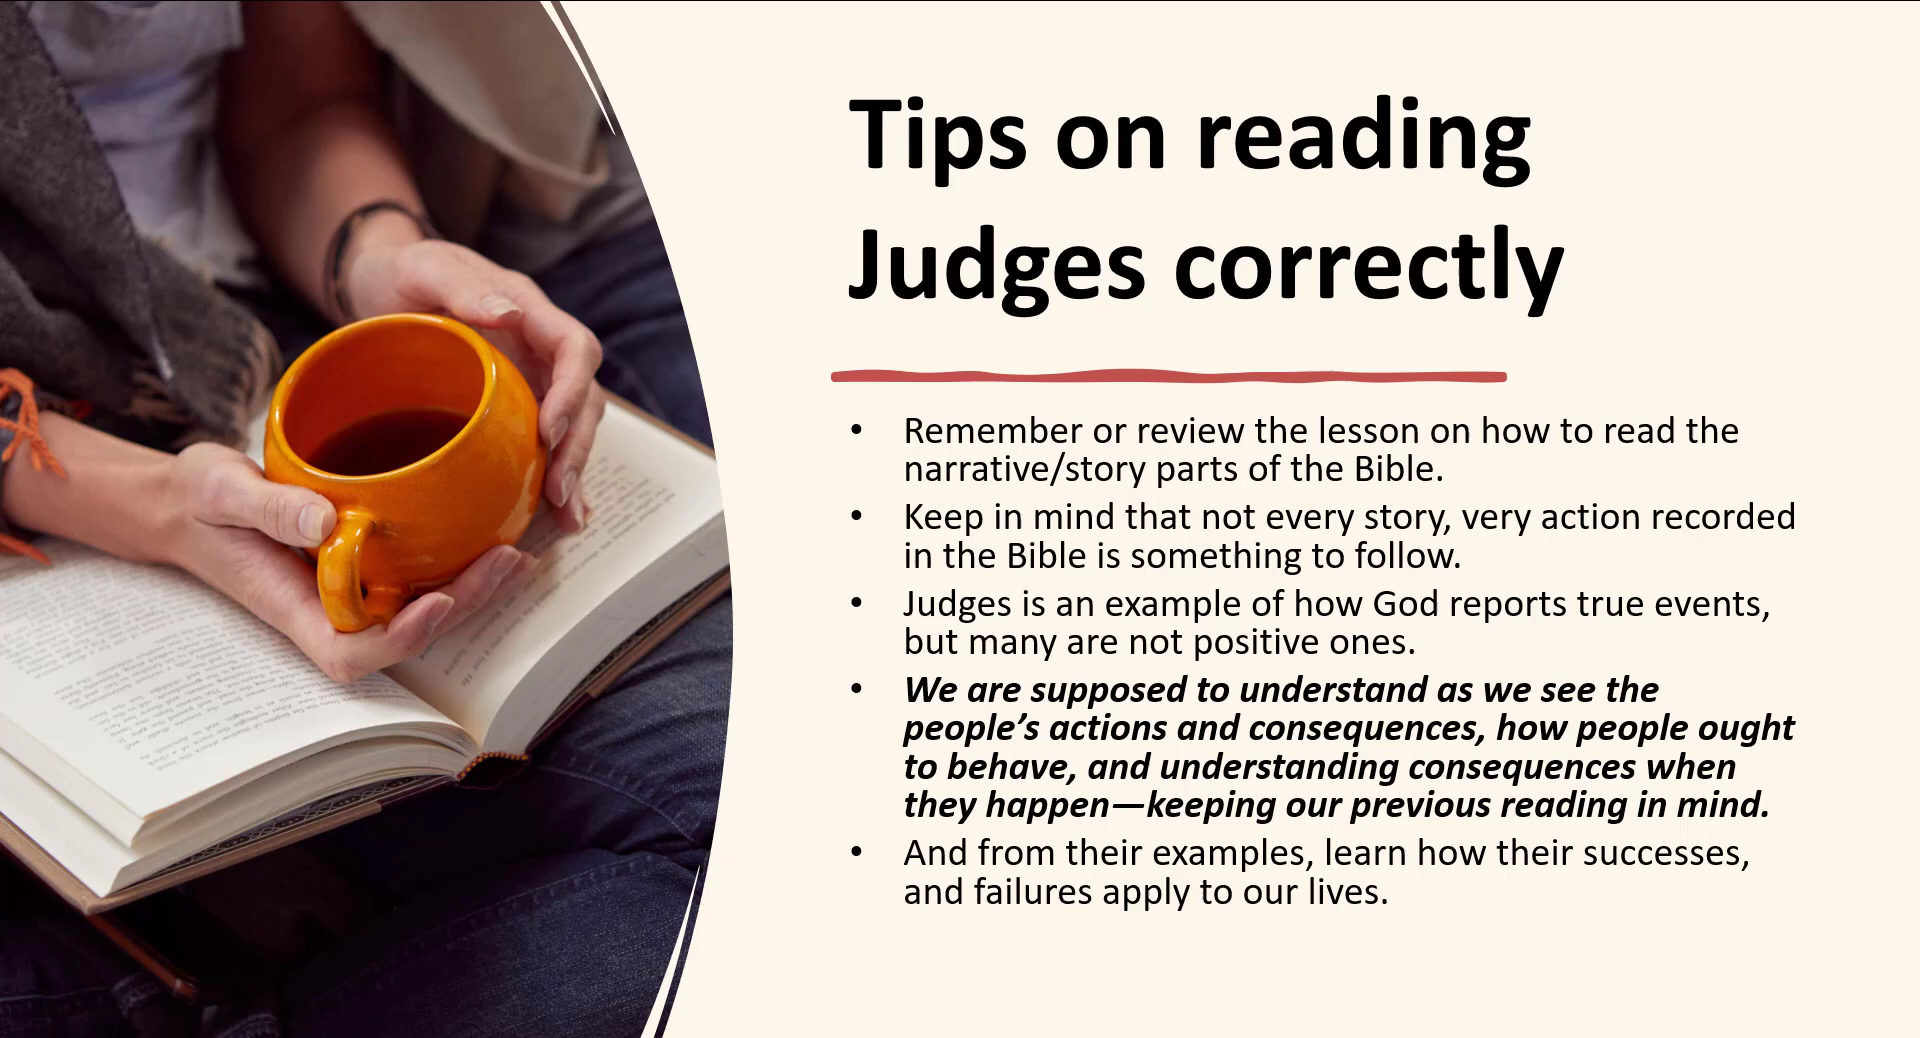 Tips on reading
Judges correctly
• Remember or review the lesson on how to read the
narrative/story parts of the Bible.
• Keep in mind that not every story, very action recorded
in the Bible is something to follow.
• Judges is an example of how God reports true events,
but many are not positive ones.
• We are supposed to understand as we see the
people’s actions and consequences, how people ought
to behave, and understanding consequences when
they happen—keeping our previous reading in mind.
• And from their examples, learn how their successes,
and failures apply to our lives.